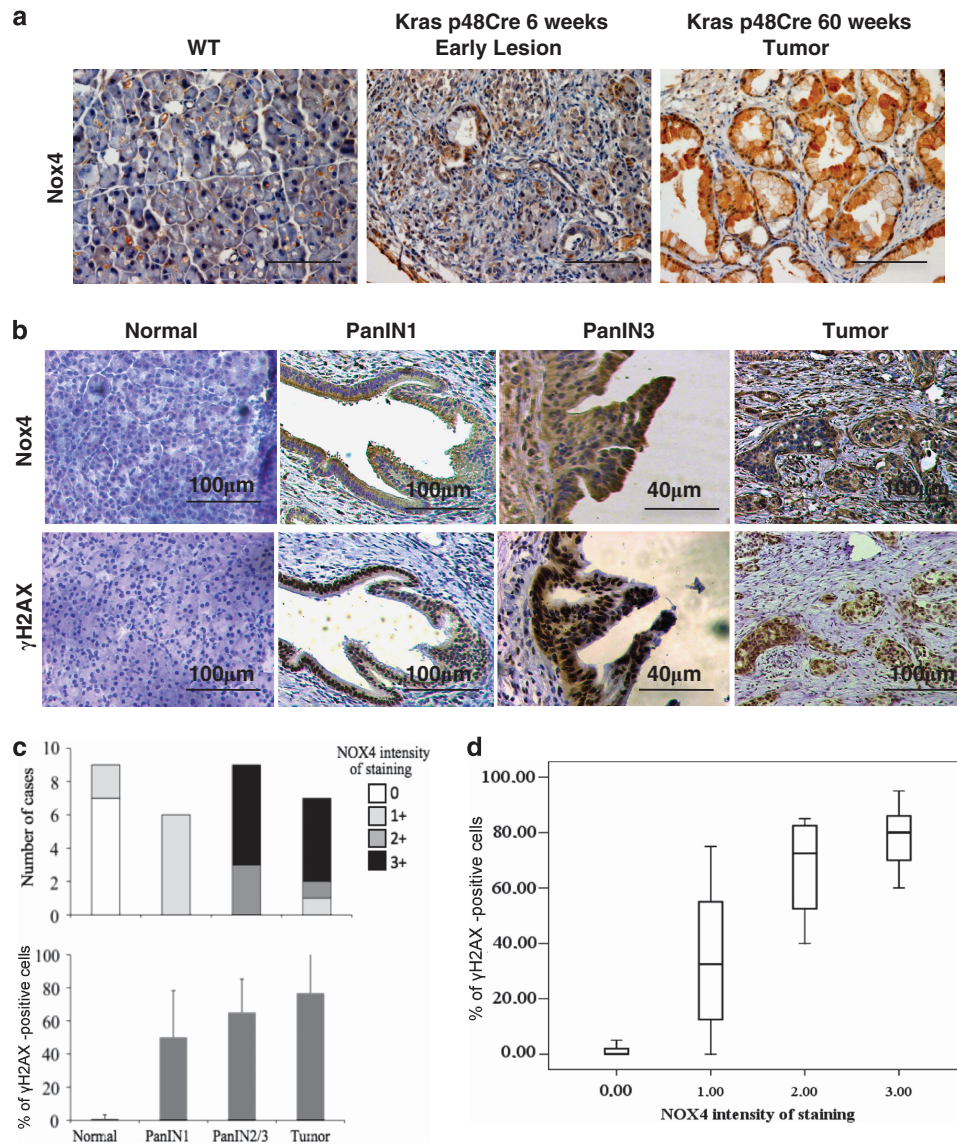 a
WT
Kras p48Cre 6 weeks
Early Lesion
Kras p48Cre 60 weeks
Tumor
Nox4
b
Normal
PanIN1
PanIN3
Tumor
Nox4
100µm
100µm
40µm
100µm
γH2AX
100µm
100µm
40µm
100µm
c
NOX4 intensity
of staining
0
1+
2+
3+
Number of cases
10
8
6
4
2
0
% of γH2AX -positive cells
100
80
60
40
20
0
Normal
PanIN1
PanIN2/3
Tumor
d
% of γH2AX -positive cells
100.00
80.00
60.00
40.00
20.00
0.00
0.00
1.00
2.00
3.00
NOX4 intensity of staining